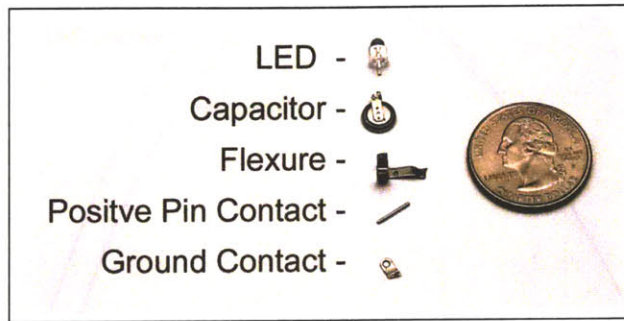 LED -
Capacitor -
Flexure -
Positve Pin Contact -
Ground Contact -